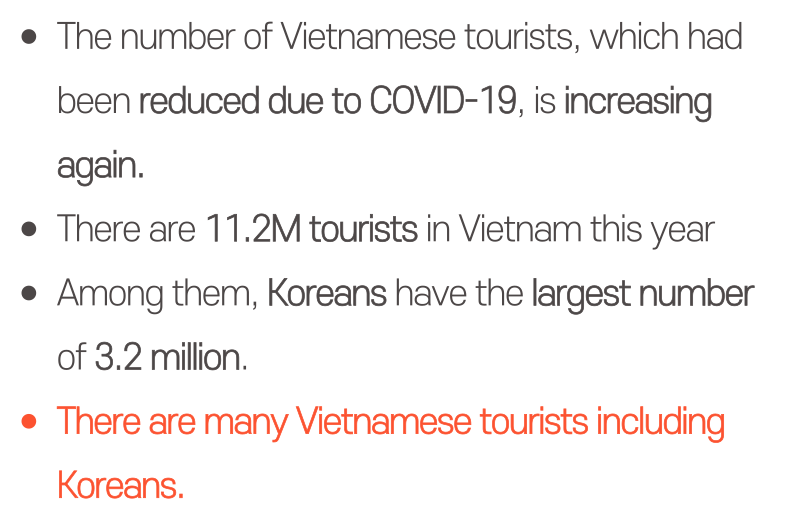 • The number of Vietnamese tourists, which had
been reduced due to COVID-19, is increasing
again.
• There are 11.2M tourists in Vietnam this year
• Among them, Koreans have the largest number
of 3.2 million.
• There are many Vietnamese tourists including
Koreans.